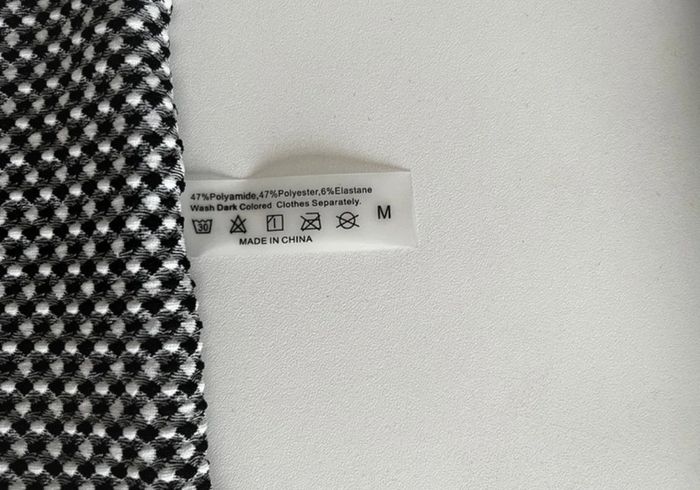 47%Polyamide,47%Polyester,6%Elastane
Wash Dark Colored Clothes Separately.
30
M
MADE IN CHINA